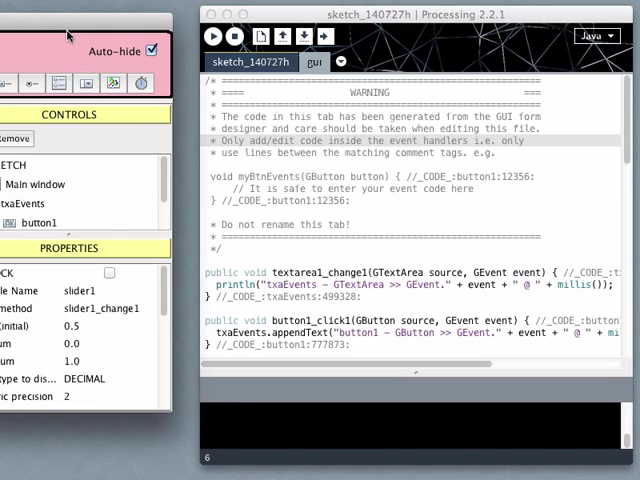 Auto-hide
CONTROLS
Remove
Main window
button1
PROPERTIES
slider1
method slider1_change1
(initial) 0.5
0.0
1.0
type to dis... DECIMAL
precision 2
sketch_140727h | Processing 2.2.1
Java
sketch_140727h gui
/* =====================================================
* ==== WARNING ===
* =====================================================
* The code in this tab has been generated from the GUI form
* designer and care should be taken when editing this file.
* Only add/edit code inside the event handlers i.e. only
* use lines between the matching comment tags. e.g.
void myBtnEvents(GButton button) { //_CODE_:button1:12356:
// It is safe to enter your event code here
} //_CODE_:button1:12356:
* Do not rename this tab!
* =====================================================
*/
public void textarea1_change1(GTextArea source, GEvent event) { //_CODE_:
println("txaEvents - GTextArea >> GEvent." + event + " @ " + millis());
} //_CODE_:txaEvents:499328:
public void button1_click1(GButton source, GEvent event) { //_CODE_:button
txaEvents.appendText("button1 - GButton >> GEvent." + event + " @ " + mi
} //_CODE_:button1:777873:
6